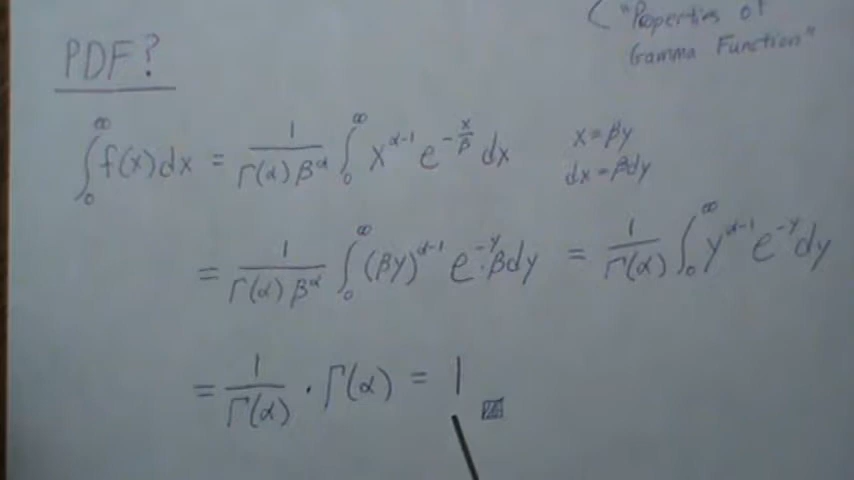 "Properties of
Gamma Function"
PDF?
∫₀^∞ f(x)dx = 1/(Γ(α) β^α) ∫₀^∞ x^(α-1) e^(-x/β) dx
x = βy
dx = βdy
= 1/(Γ(α) β^α) ∫₀^∞ (βy)^(α-1) e^(-y) · βdy = 1/Γ(α) ∫₀^∞ y^(α-1) e^(-y) dy
= 1/Γ(α) · Γ(α) = 1